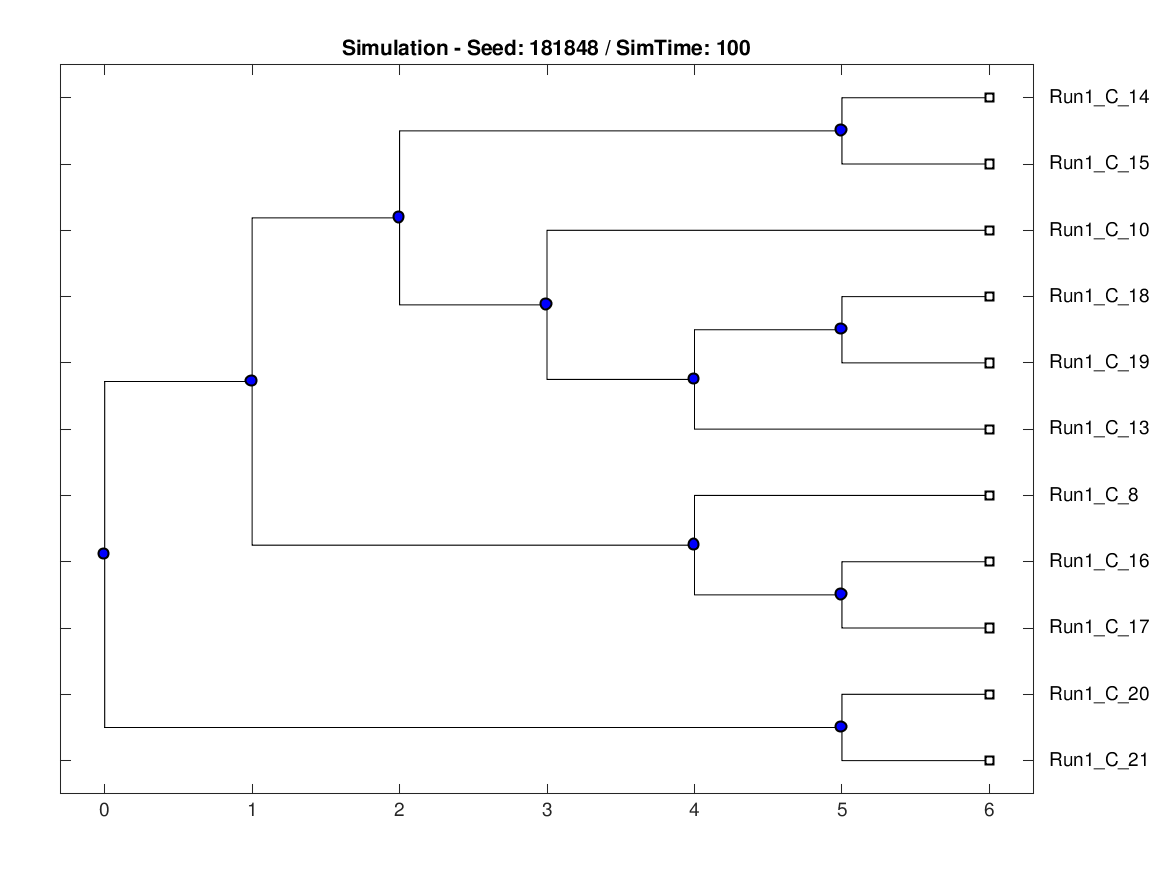 Simulation - Seed: 181848 / SimTime: 100
Run1_C_14
Run1_C_15
Run1_C_10
Run1_C_18
Run1_C_19
Run1_C_13
Run1_C_8
Run1_C_16
Run1_C_17
Run1_C_20
Run1_C_21
0 1 2 3 4 5 6